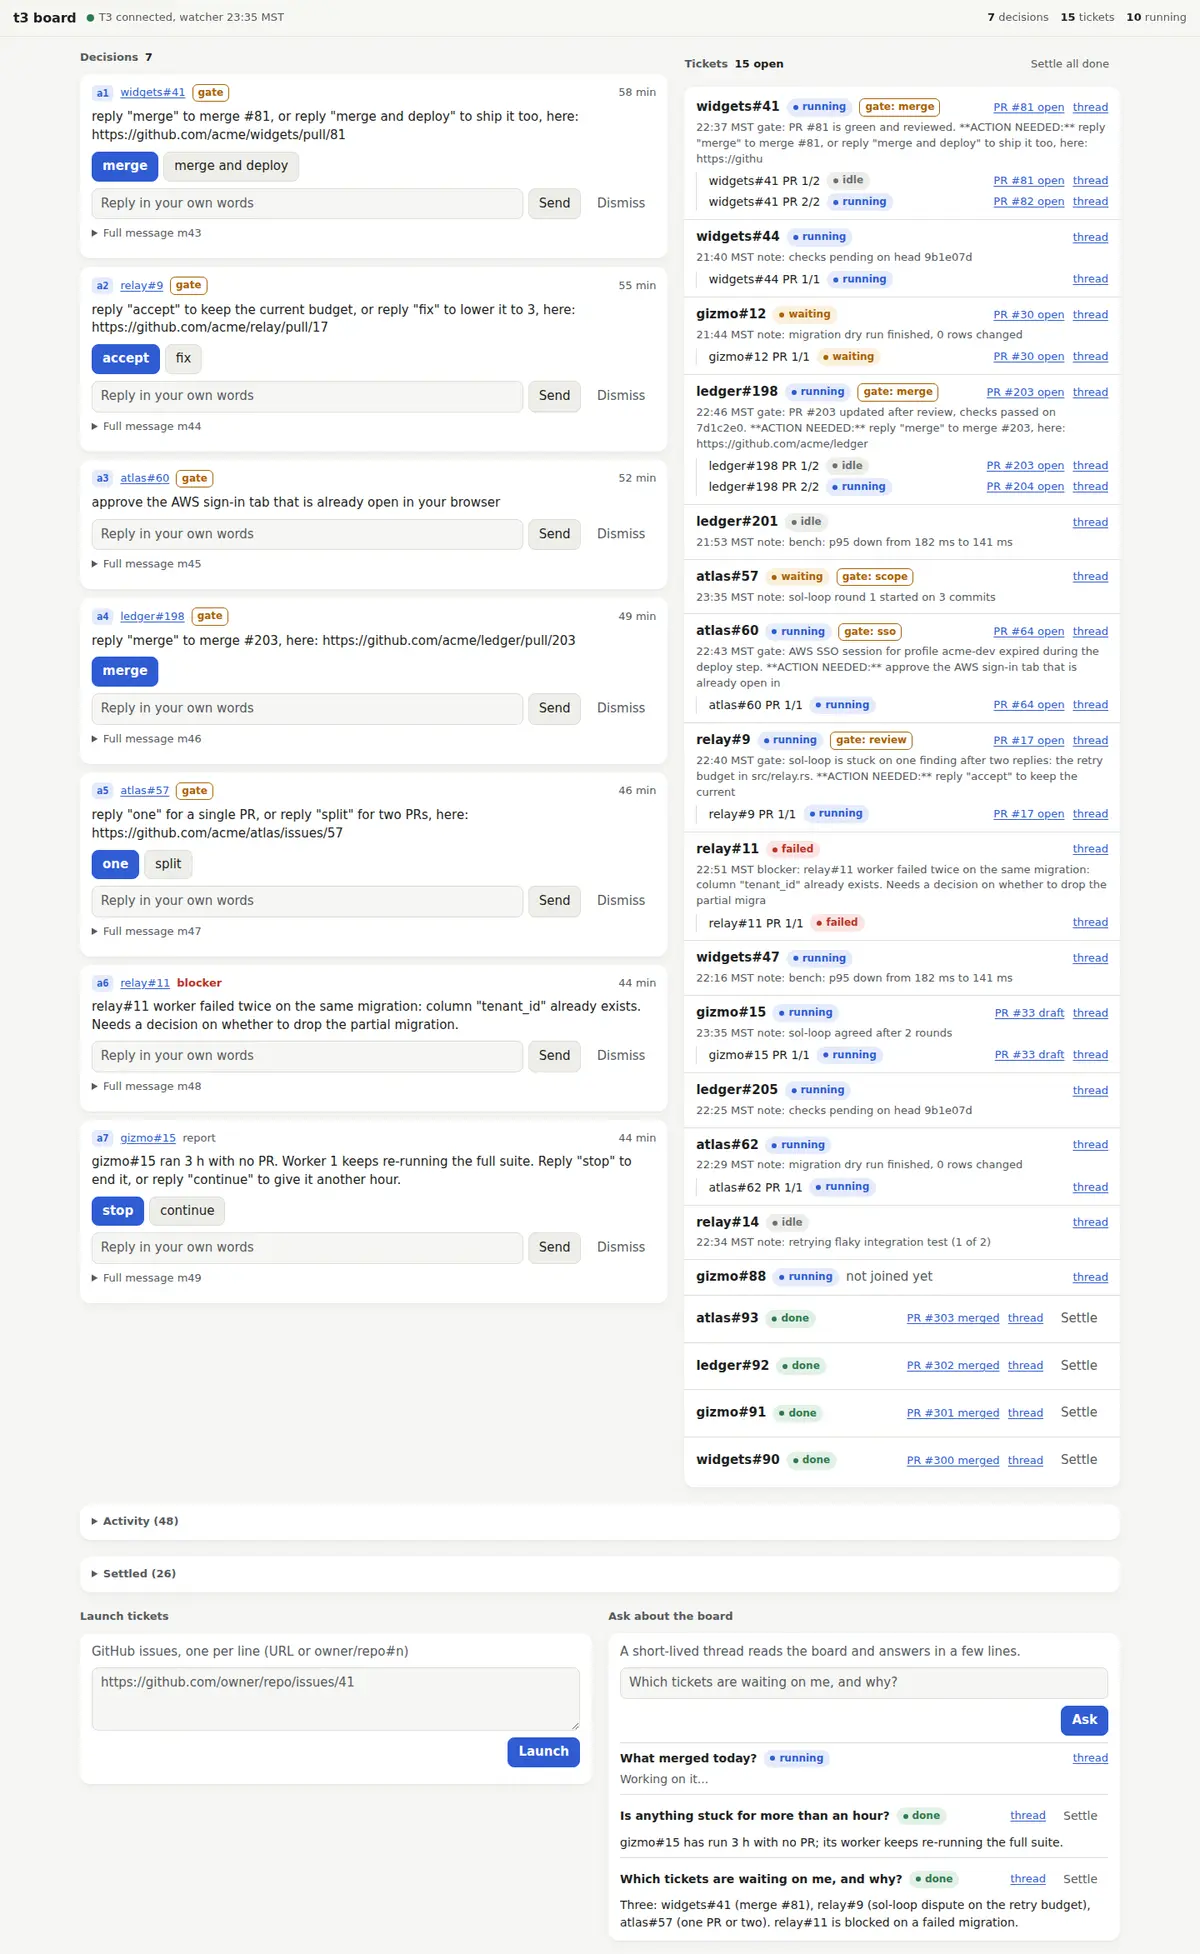 t3 board T3 connected, watcher 23:35 MST
7 decisions 15 tickets 10 running
Decisions 7
a1 widgets#41 gate 58 min
reply "merge" to merge #81, or reply "merge and deploy" to ship it too, here:
https://github.com/acme/widgets/pull/81
merge merge and deploy
Reply in your own words Send Dismiss
Full message m43
a2 relay#9 gate 55 min
reply "accept" to keep the current budget, or reply "fix" to lower it to 3, here:
https://github.com/acme/relay/pull/17
accept fix
Reply in your own words Send Dismiss
Full message m44
a3 atlas#60 gate 52 min
approve the AWS sign-in tab that is already open in your browser
Reply in your own words Send Dismiss
Full message m45
a4 ledger#198 gate 49 min
reply "merge" to merge #203, here: https://github.com/acme/ledger/pull/203
merge
Reply in your own words Send Dismiss
Full message m46
a5 atlas#57 gate 46 min
reply "one" for a single PR, or reply "split" for two PRs, here:
https://github.com/acme/atlas/issues/57
one split
Reply in your own words Send Dismiss
Full message m47
a6 relay#11 blocker 44 min
relay#11 worker failed twice on the same migration: column "tenant_id" already exists.
Needs a decision on whether to drop the partial migration.
Reply in your own words Send Dismiss
Full message m48
a7 gizmo#15 report 44 min
gizmo#15 ran 3 h with no PR. Worker 1 keeps re-running the full suite. Reply "stop" to
end it, or reply "continue" to give it another hour.
stop continue
Reply in your own words Send Dismiss
Full message m49
Tickets 15 open Settle all done
widgets#41 running gate: merge PR #81 open thread
22:37 MST gate: PR #81 is green and reviewed. **ACTION NEEDED:** reply
"merge" to merge #81, or reply "merge and deploy" to ship it too, here:
https://githu
widgets#41 PR 1/2 idle PR #81 open thread
widgets#41 PR 2/2 running PR #82 open thread
widgets#44 running thread
21:40 MST note: checks pending on head 9b1e07d
widgets#44 PR 1/1 running thread
gizmo#12 waiting PR #30 open thread
21:44 MST note: migration dry run finished, 0 rows changed
gizmo#12 PR 1/1 waiting PR #30 open thread
ledger#198 running gate: merge PR #203 open thread
22:46 MST gate: PR #203 updated after review, checks passed on
7d1c2e0. **ACTION NEEDED:** reply "merge" to merge #203, here:
https://github.com/acme/ledger
ledger#198 PR 1/2 idle PR #203 open thread
ledger#198 PR 2/2 running PR #204 open thread
ledger#201 idle thread
21:53 MST note: bench: p95 down from 182 ms to 141 ms
atlas#57 waiting gate: scope thread
23:35 MST note: sol-loop round 1 started on 3 commits
atlas#60 running gate: sso PR #64 open thread
22:43 MST gate: AWS SSO session for profile acme-dev expired during the
deploy step. **ACTION NEEDED:** approve the AWS sign-in tab that is
already open in
atlas#60 PR 1/1 running PR #64 open thread
relay#9 running gate: review PR #17 open thread
22:40 MST gate: sol-loop is stuck on one finding after two replies: the retry
budget in src/relay.rs. **ACTION NEEDED:** reply "accept" to keep the
current
relay#9 PR 1/1 running PR #17 open thread
relay#11 failed thread
22:51 MST blocker: relay#11 worker failed twice on the same migration:
column "tenant_id" already exists. Needs a decision on whether to drop the
partial migra
relay#11 PR 1/1 failed thread
widgets#47 running thread
22:16 MST note: bench: p95 down from 182 ms to 141 ms
gizmo#15 running PR #33 draft thread
23:35 MST note: sol-loop agreed after 2 rounds
gizmo#15 PR 1/1 running PR #33 draft thread
ledger#205 running thread
22:25 MST note: checks pending on head 9b1e07d
atlas#62 running thread
22:29 MST note: migration dry run finished, 0 rows changed
atlas#62 PR 1/1 running thread
relay#14 idle thread
22:34 MST note: retrying flaky integration test (1 of 2)
gizmo#88 running not joined yet thread
atlas#93 done PR #303 merged thread Settle
ledger#92 done PR #302 merged thread Settle
gizmo#91 done PR #301 merged thread Settle
widgets#90 done PR #300 merged thread Settle
Activity (48)
Settled (26)
Launch tickets
GitHub issues, one per line (URL or owner/repo#n)
https://github.com/owner/repo/issues/41
Launch
Ask about the board
A short-lived thread reads the board and answers in a few lines.
Which tickets are waiting on me, and why?
Ask
What merged today? running thread
Working on it...
Is anything stuck for more than an hour? done thread Settle
gizmo#15 has run 3 h with no PR; its worker keeps re-running the full suite.
Which tickets are waiting on me, and why? done thread Settle
Three: widgets#41 (merge #81), relay#9 (sol-loop dispute on the retry budget),
atlas#57 (one PR or two). relay#11 is blocked on a failed migration.